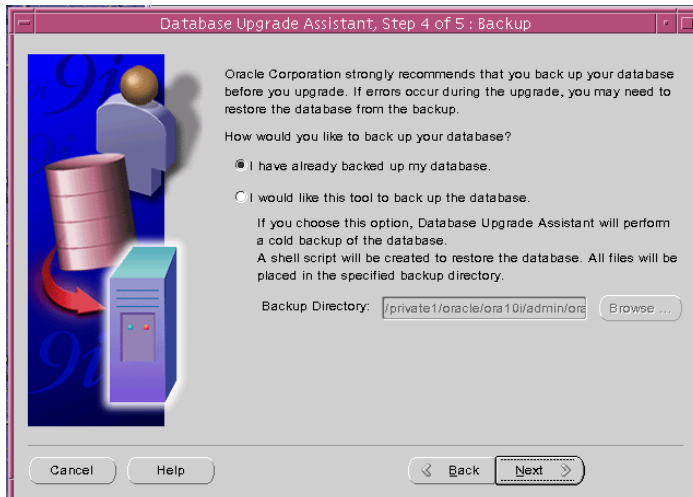 Database Upgrade Assistant, Step 4 of 5 : Backup
9i
9i
9i
Oracle Corporation strongly recommends that you back up your database
before you upgrade. If errors occur during the upgrade, you may need to
restore the database from the backup.
How would you like to back up your database?
I have already backed up my database.
I would like this tool to back up the database.
If you choose this option, Database Upgrade Assistant will perform
a cold backup of the database.
A shell script will be created to restore the database. All files will be
placed in the specified backup directory.
Backup Directory: /private1/oracle/ora10i/admin/ora Browse ...
Cancel Help Back Next